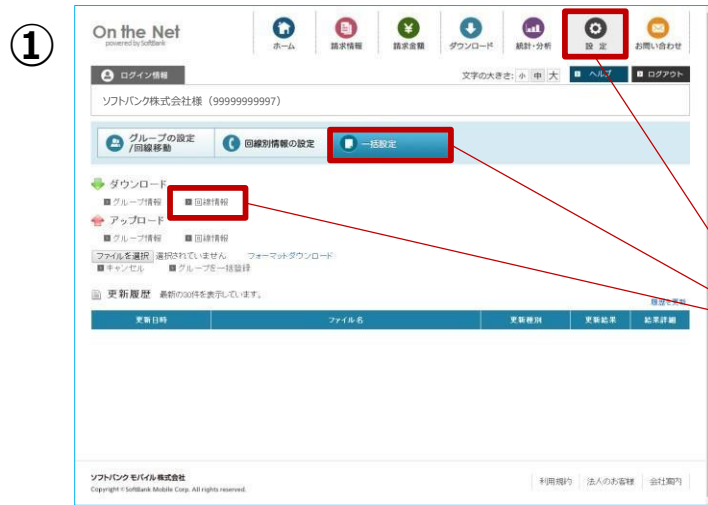 ①
On the Net
powered by SoftBank
ホーム
請求情報
請求金額
ダウンロード
統計・分析
設 定
お問い合わせ
ログイン情報
文字の大きさ: 小 中 大
ヘルプ
ログアウト
ソフトバンク株式会社様（99999999997）
グループの設定
/回線移動
回線別情報の設定
一括設定
ダウンロード
グループ情報 回線情報
アップロード
グループ情報 回線情報
ファイルを選択 選択されていません フォーマットダウンロード
キャンセル グループを一括登録
更新履歴 最新の30件を表示しています。
履歴を更新
更新日時 ファイル名 更新種別 更新結果 結果詳細
ソフトバンク モバイル 株式会社
Copyright © SoftBank Mobile Corp. All rights reserved.
利用規約 法人のお客様 会社案内